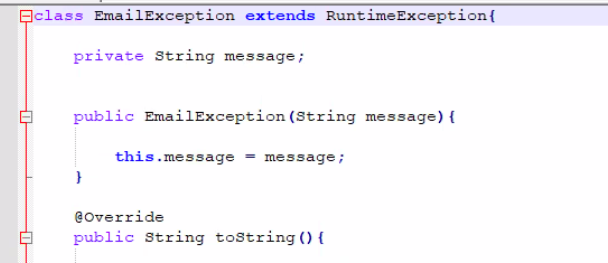 class EmailException extends RuntimeException{
private String message;
public EmailException(String message){
this.message = message;
}
@Override
public String toString(){